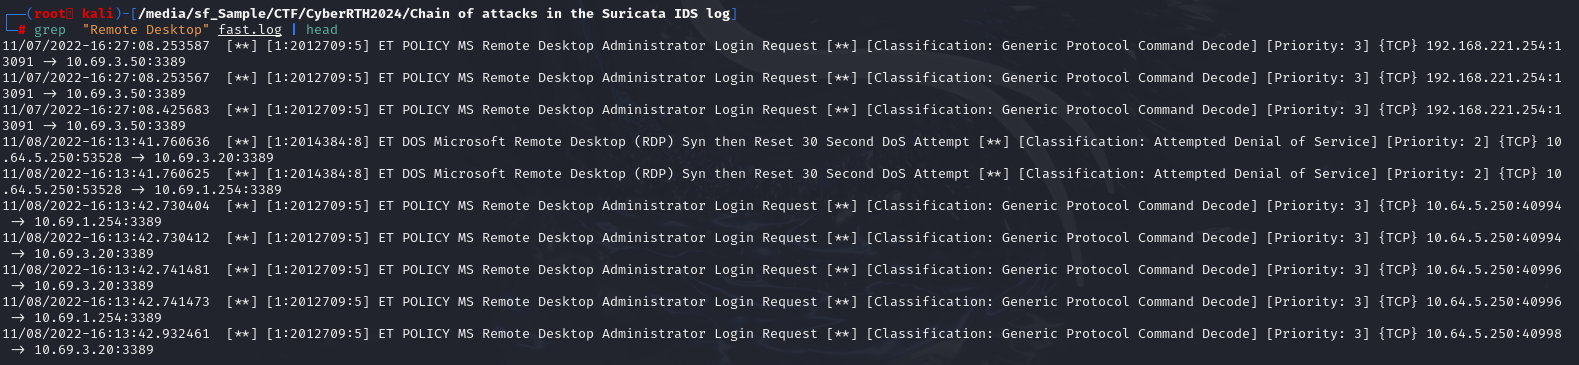 ┌──(root㉿kali)-[/media/sf_Sample/CTF/CyberRTH2024/Chain of attacks in the Suricata IDS log]
└─# grep  "Remote Desktop" fast.log | head
11/07/2022-16:27:08.253587  [**] [1:2012709:5] ET POLICY MS Remote Desktop Administrator Login Request [**] [Classification: Generic Protocol Command Decode] [Priority: 3] {TCP} 192.168.221.254:1
3091 -> 10.69.3.50:3389
11/07/2022-16:27:08.253567  [**] [1:2012709:5] ET POLICY MS Remote Desktop Administrator Login Request [**] [Classification: Generic Protocol Command Decode] [Priority: 3] {TCP} 192.168.221.254:1
3091 -> 10.69.3.50:3389
11/07/2022-16:27:08.425683  [**] [1:2012709:5] ET POLICY MS Remote Desktop Administrator Login Request [**] [Classification: Generic Protocol Command Decode] [Priority: 3] {TCP} 192.168.221.254:1
3091 -> 10.69.3.50:3389
11/08/2022-16:13:41.760636  [**] [1:2014384:8] ET DOS Microsoft Remote Desktop (RDP) Syn then Reset 30 Second DoS Attempt [**] [Classification: Attempted Denial of Service] [Priority: 2] {TCP} 10
.64.5.250:53528 -> 10.69.3.20:3389
11/08/2022-16:13:41.760625  [**] [1:2014384:8] ET DOS Microsoft Remote Desktop (RDP) Syn then Reset 30 Second DoS Attempt [**] [Classification: Attempted Denial of Service] [Priority: 2] {TCP} 10
.64.5.250:53528 -> 10.69.1.254:3389
11/08/2022-16:13:42.730404  [**] [1:2012709:5] ET POLICY MS Remote Desktop Administrator Login Request [**] [Classification: Generic Protocol Command Decode] [Priority: 3] {TCP} 10.64.5.250:40994
 -> 10.69.1.254:3389
11/08/2022-16:13:42.730412  [**] [1:2012709:5] ET POLICY MS Remote Desktop Administrator Login Request [**] [Classification: Generic Protocol Command Decode] [Priority: 3] {TCP} 10.64.5.250:40994
 -> 10.69.3.20:3389
11/08/2022-16:13:42.741481  [**] [1:2012709:5] ET POLICY MS Remote Desktop Administrator Login Request [**] [Classification: Generic Protocol Command Decode] [Priority: 3] {TCP} 10.64.5.250:40996
 -> 10.69.3.20:3389
11/08/2022-16:13:42.741473  [**] [1:2012709:5] ET POLICY MS Remote Desktop Administrator Login Request [**] [Classification: Generic Protocol Command Decode] [Priority: 3] {TCP} 10.64.5.250:40996
 -> 10.69.1.254:3389
11/08/2022-16:13:42.932461  [**] [1:2012709:5] ET POLICY MS Remote Desktop Administrator Login Request [**] [Classification: Generic Protocol Command Decode] [Priority: 3] {TCP} 10.64.5.250:40998
 -> 10.69.3.20:3389